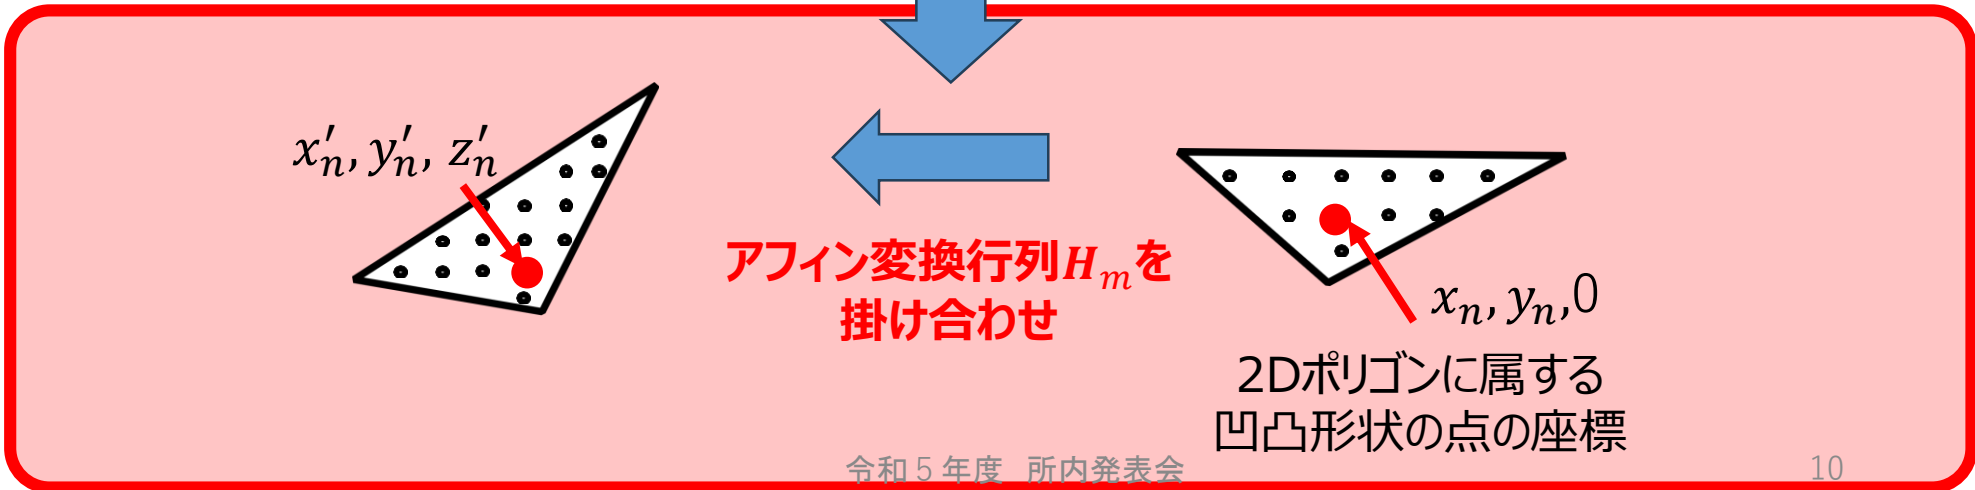 x′ₙ, y′ₙ, z′ₙ
アフィン変換行列Hₘを
掛け合わせ
xₙ, yₙ,0
2Dポリゴンに属する
凹凸形状の点の座標
令和５年度　所内発表会
10